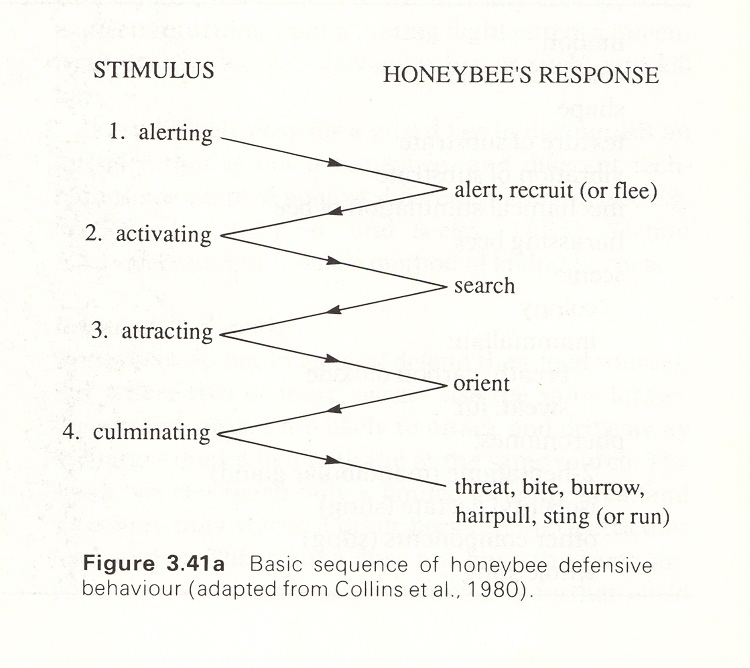 STIMULUS HONEYBEE'S RESPONSE
1. alerting
alert, recruit (or flee)
2. activating
search
3. attracting
orient
4. culminating
threat, bite, burrow,
hairpull, sting (or run)
Figure 3.41a Basic sequence of honeybee defensive
behaviour (adapted from Collins et al., 1980).